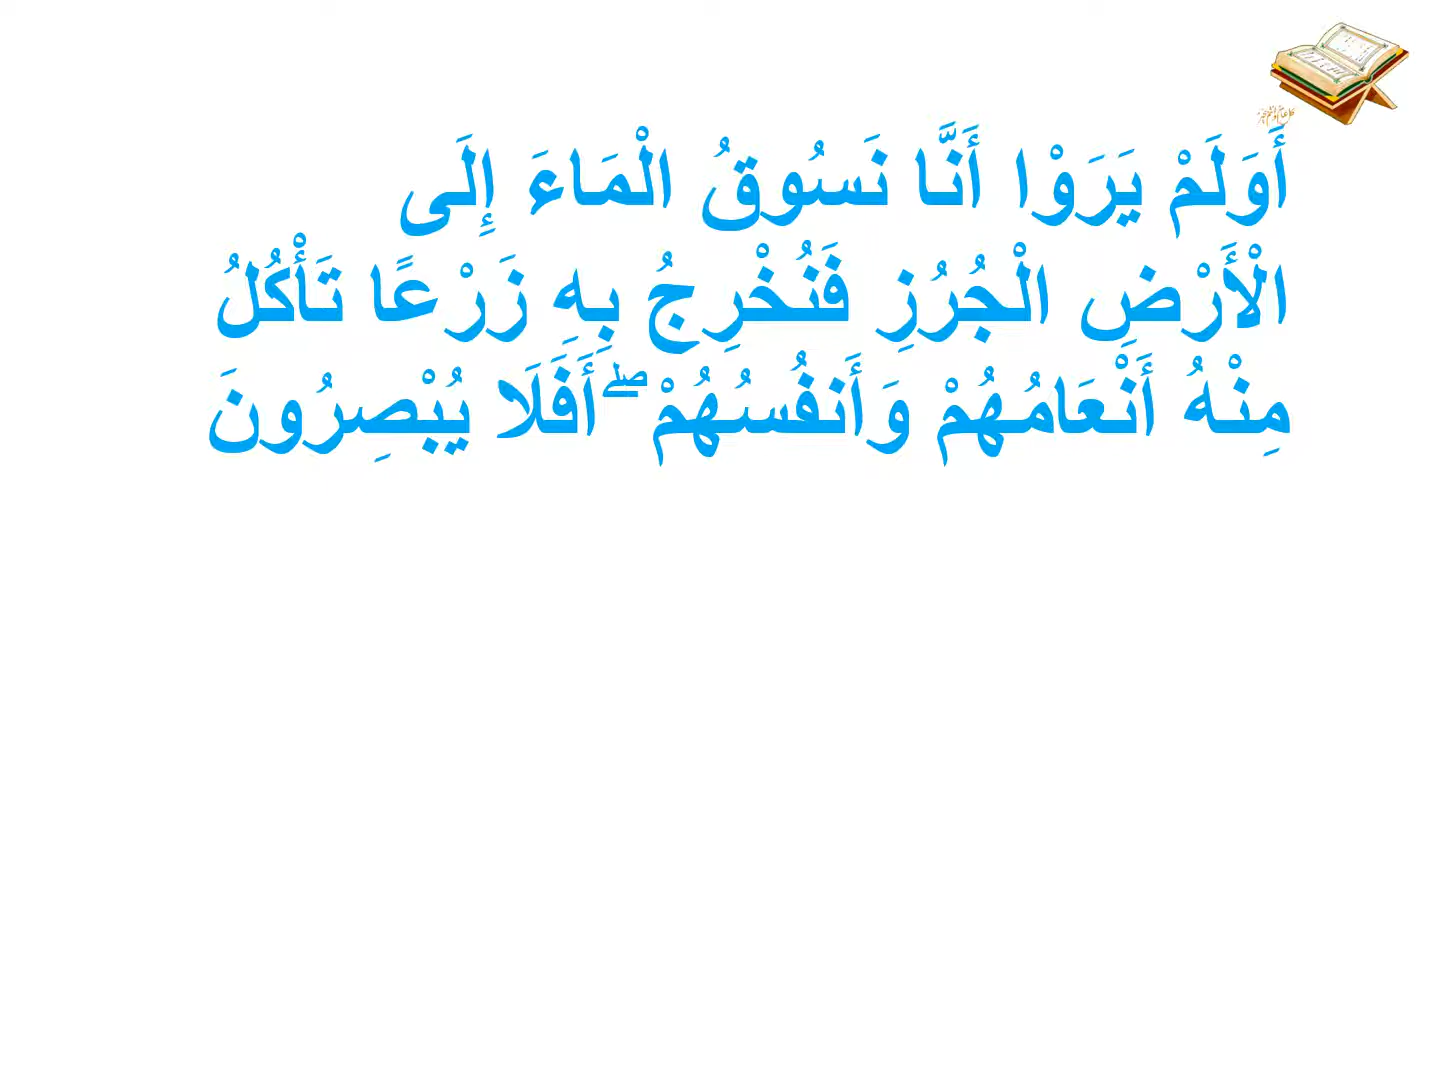 أَوَلَمْ يَرَوْا أَنَّا نَسُوقُ الْمَاءَ إِلَى
الْأَرْضِ الْجُرُزِ فَنُخْرِجُ بِهِ زَرْعًا تَأْكُلُ
مِنْهُ أَنْعَامُهُمْ وَأَنفُسُهُمْ ۖ أَفَلَا يُبْصِرُونَ